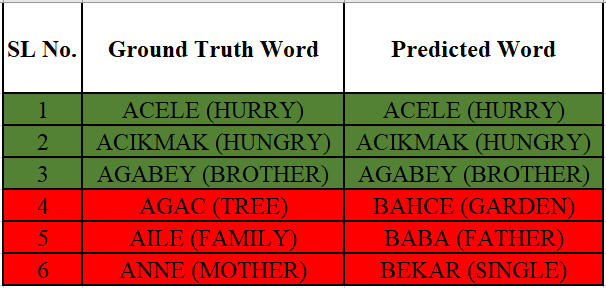 SL No. Ground Truth Word Predicted Word
1 ACELE (HURRY) ACELE (HURRY)
2 ACIKMAK (HUNGRY) ACIKMAK (HUNGRY)
3 AGABEY (BROTHER) AGABEY (BROTHER)
4 AGAC (TREE) BAHCE (GARDEN)
5 AILE (FAMILY) BABA (FATHER)
6 ANNE (MOTHER) BEKAR (SINGLE)